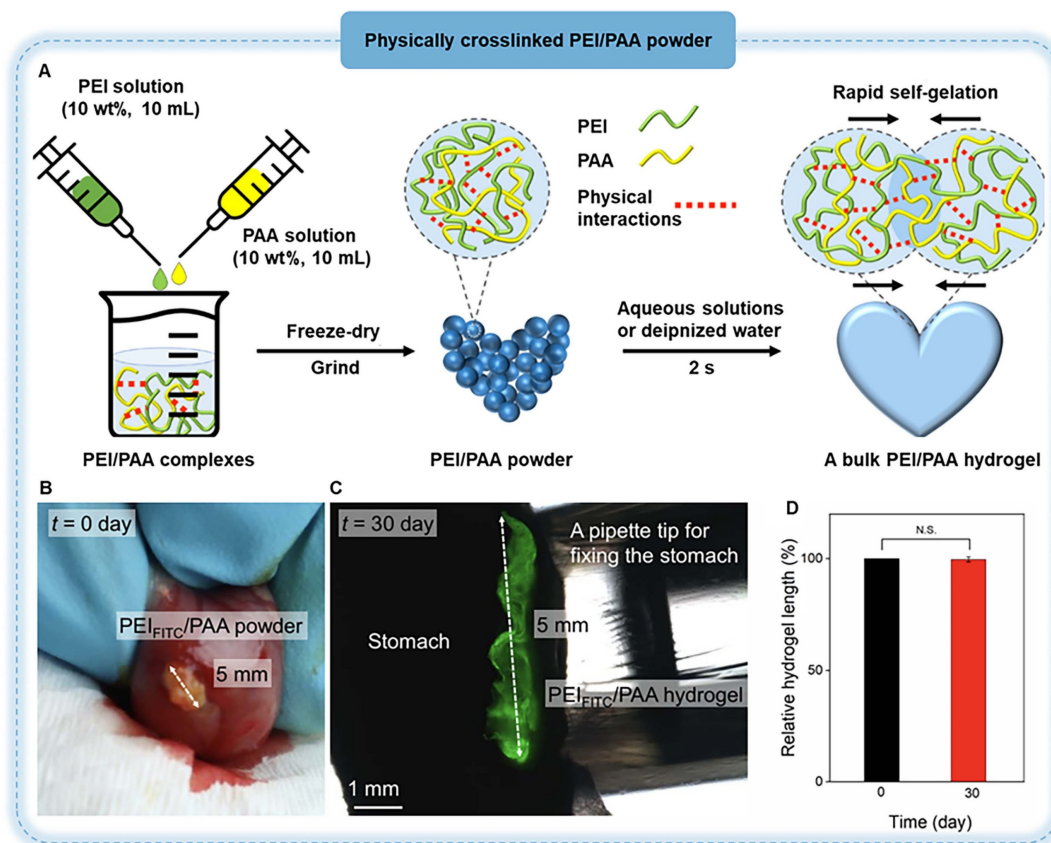 Physically crosslinked PEI/PAA powder
A
PEI solution
(10 wt%, 10 mL)
PAA solution
(10 wt%, 10 mL)
PEI
PAA
Physical
interactions
Rapid self-gelation
Freeze-dry
Grind
Aqueous solutions
or deipnized water
2 s
PEI/PAA complexes
PEI/PAA powder
A bulk PEI/PAA hydrogel
B
t = 0 day
PEIFITC/PAA powder
5 mm
C
t = 30 day
A pipette tip for
fixing the stomach
Stomach
5 mm
PEIFITC/PAA hydrogel
1 mm
D
N.S.
100
50
0
Relative hydrogel length (%)
0
30
Time (day)